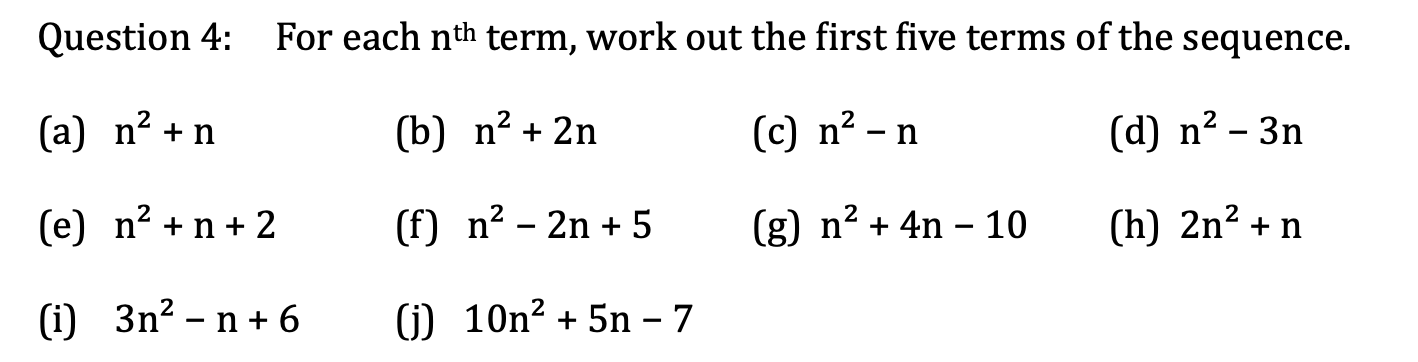 Question 4: For each nth term, work out the first five terms of the sequence.
(a) n² + n (b) n² + 2n (c) n² – n (d) n² – 3n
(e) n² + n + 2 (f) n² – 2n + 5 (g) n² + 4n – 10 (h) 2n² + n
(i) 3n² – n + 6 (j) 10n² + 5n – 7